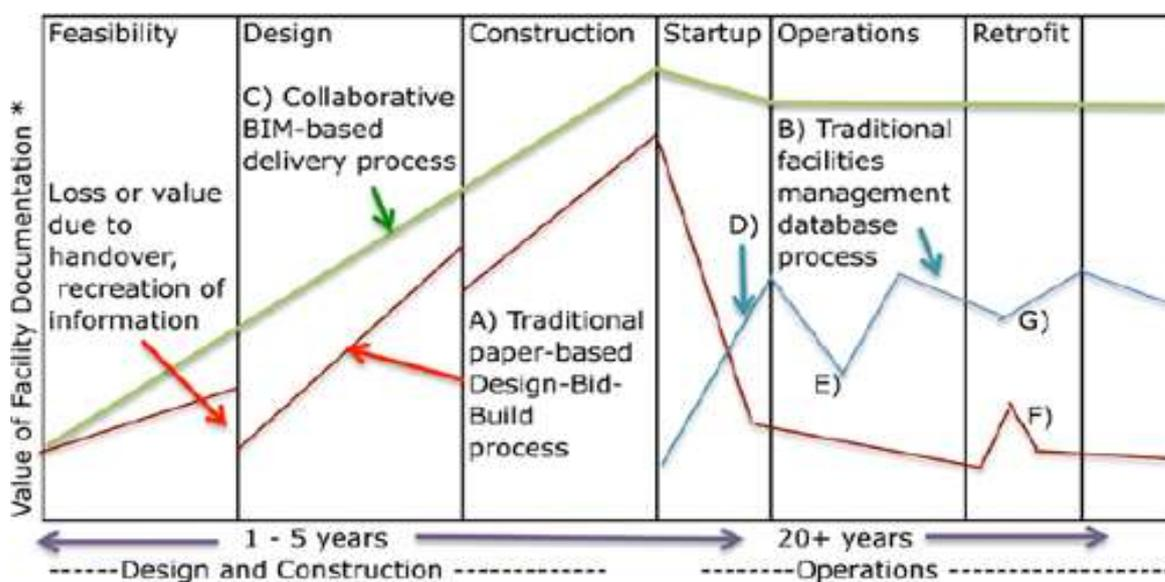 Feasibility
Design
Construction
Startup
Operations
Retrofit
Value of Facility Documentation *
C) Collaborative
BIM-based
delivery process
Loss or value
due to
handover,
recreation of
information
A) Traditional
paper-based
Design-Bid-
Build
process
B) Traditional
facilities
management
database
process
D)
E)
F)
G)
1 - 5 years
20+ years
-----Design and Construction -----------
------Operations-----------